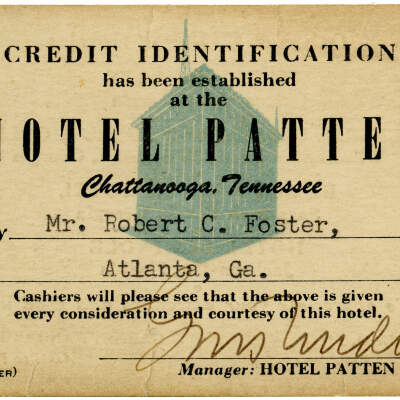 CREDIT IDENTIFICATION
has been established
at the
HOTEL PATTE
Chattanooga, Tennessee
y Mr. Robert C. Foster,
Atlanta, Ga.
Cashiers will please see that the above is given
every consideration and courtesy of this hotel.
ER) Manager: HOTEL PATTEN